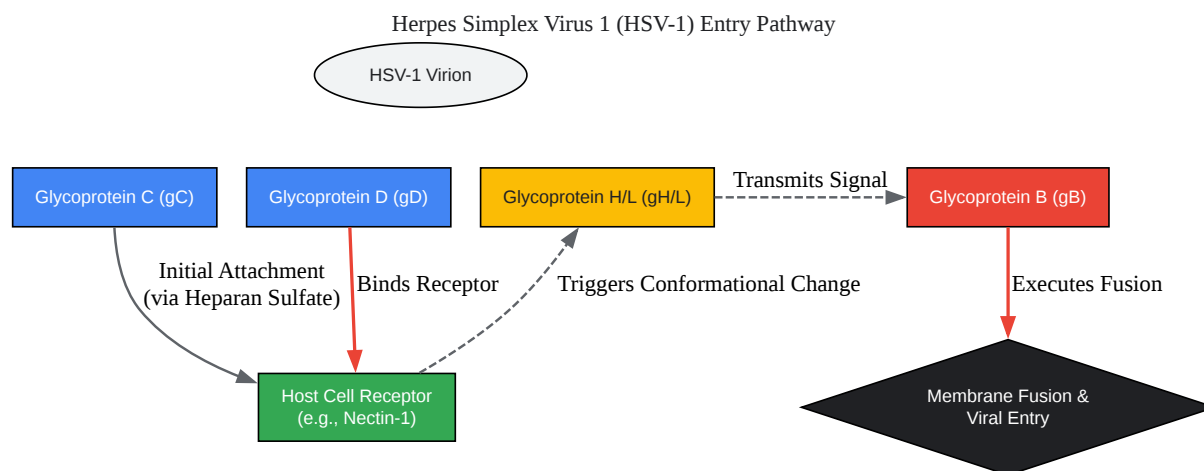 Herpes Simplex Virus 1 (HSV-1) Entry Pathway
HSV-1 Virion
Glycoprotein C (gC)
Glycoprotein D (gD)
Glycoprotein H/L (gH/L)
Transmits Signal
Glycoprotein B (gB)
Initial Attachment
(via Heparan Sulfate)
Binds Receptor
Triggers Conformational Change
Executes Fusion
Host Cell Receptor
(e.g., Nectin-1)
Membrane Fusion &
Viral Entry